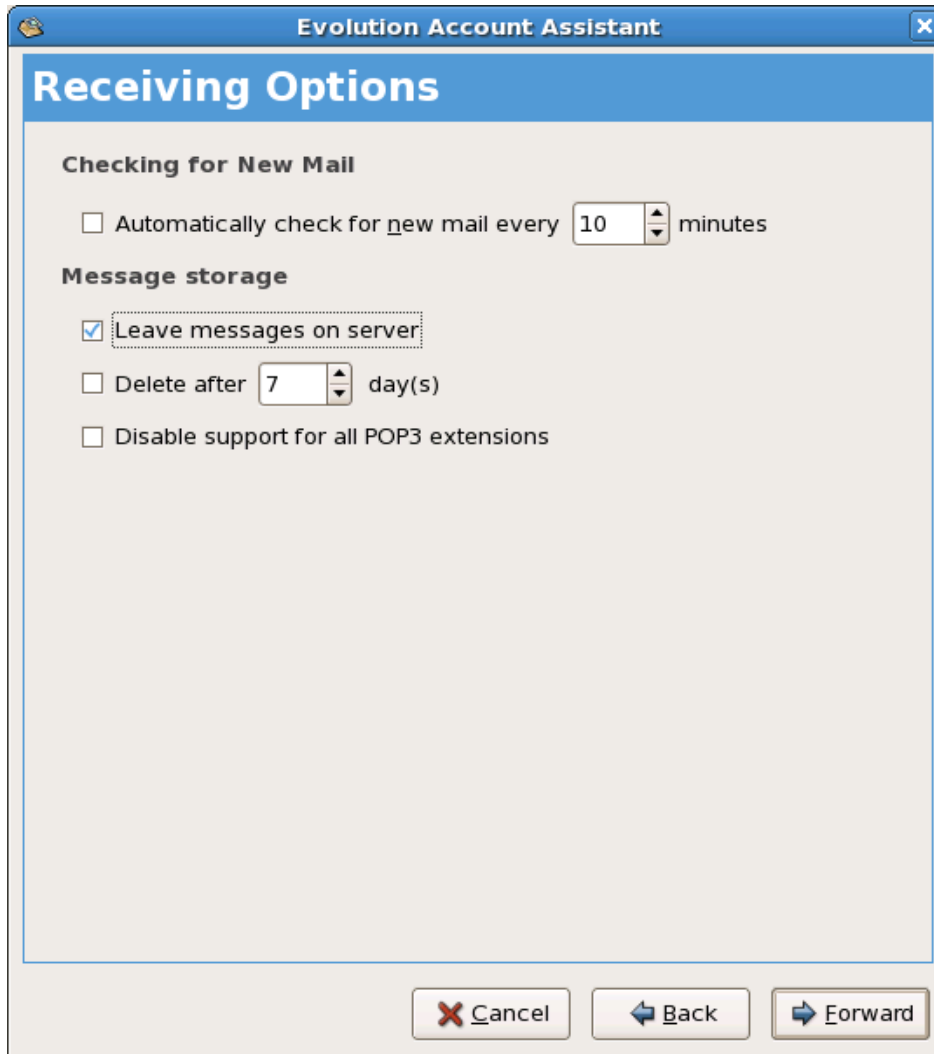 Evolution Account Assistant
Receiving Options
Checking for New Mail
Automatically check for new mail every 10 minutes
Message storage
Leave messages on server
Delete after 7 day(s)
Disable support for all POP3 extensions
Cancel Back Forward